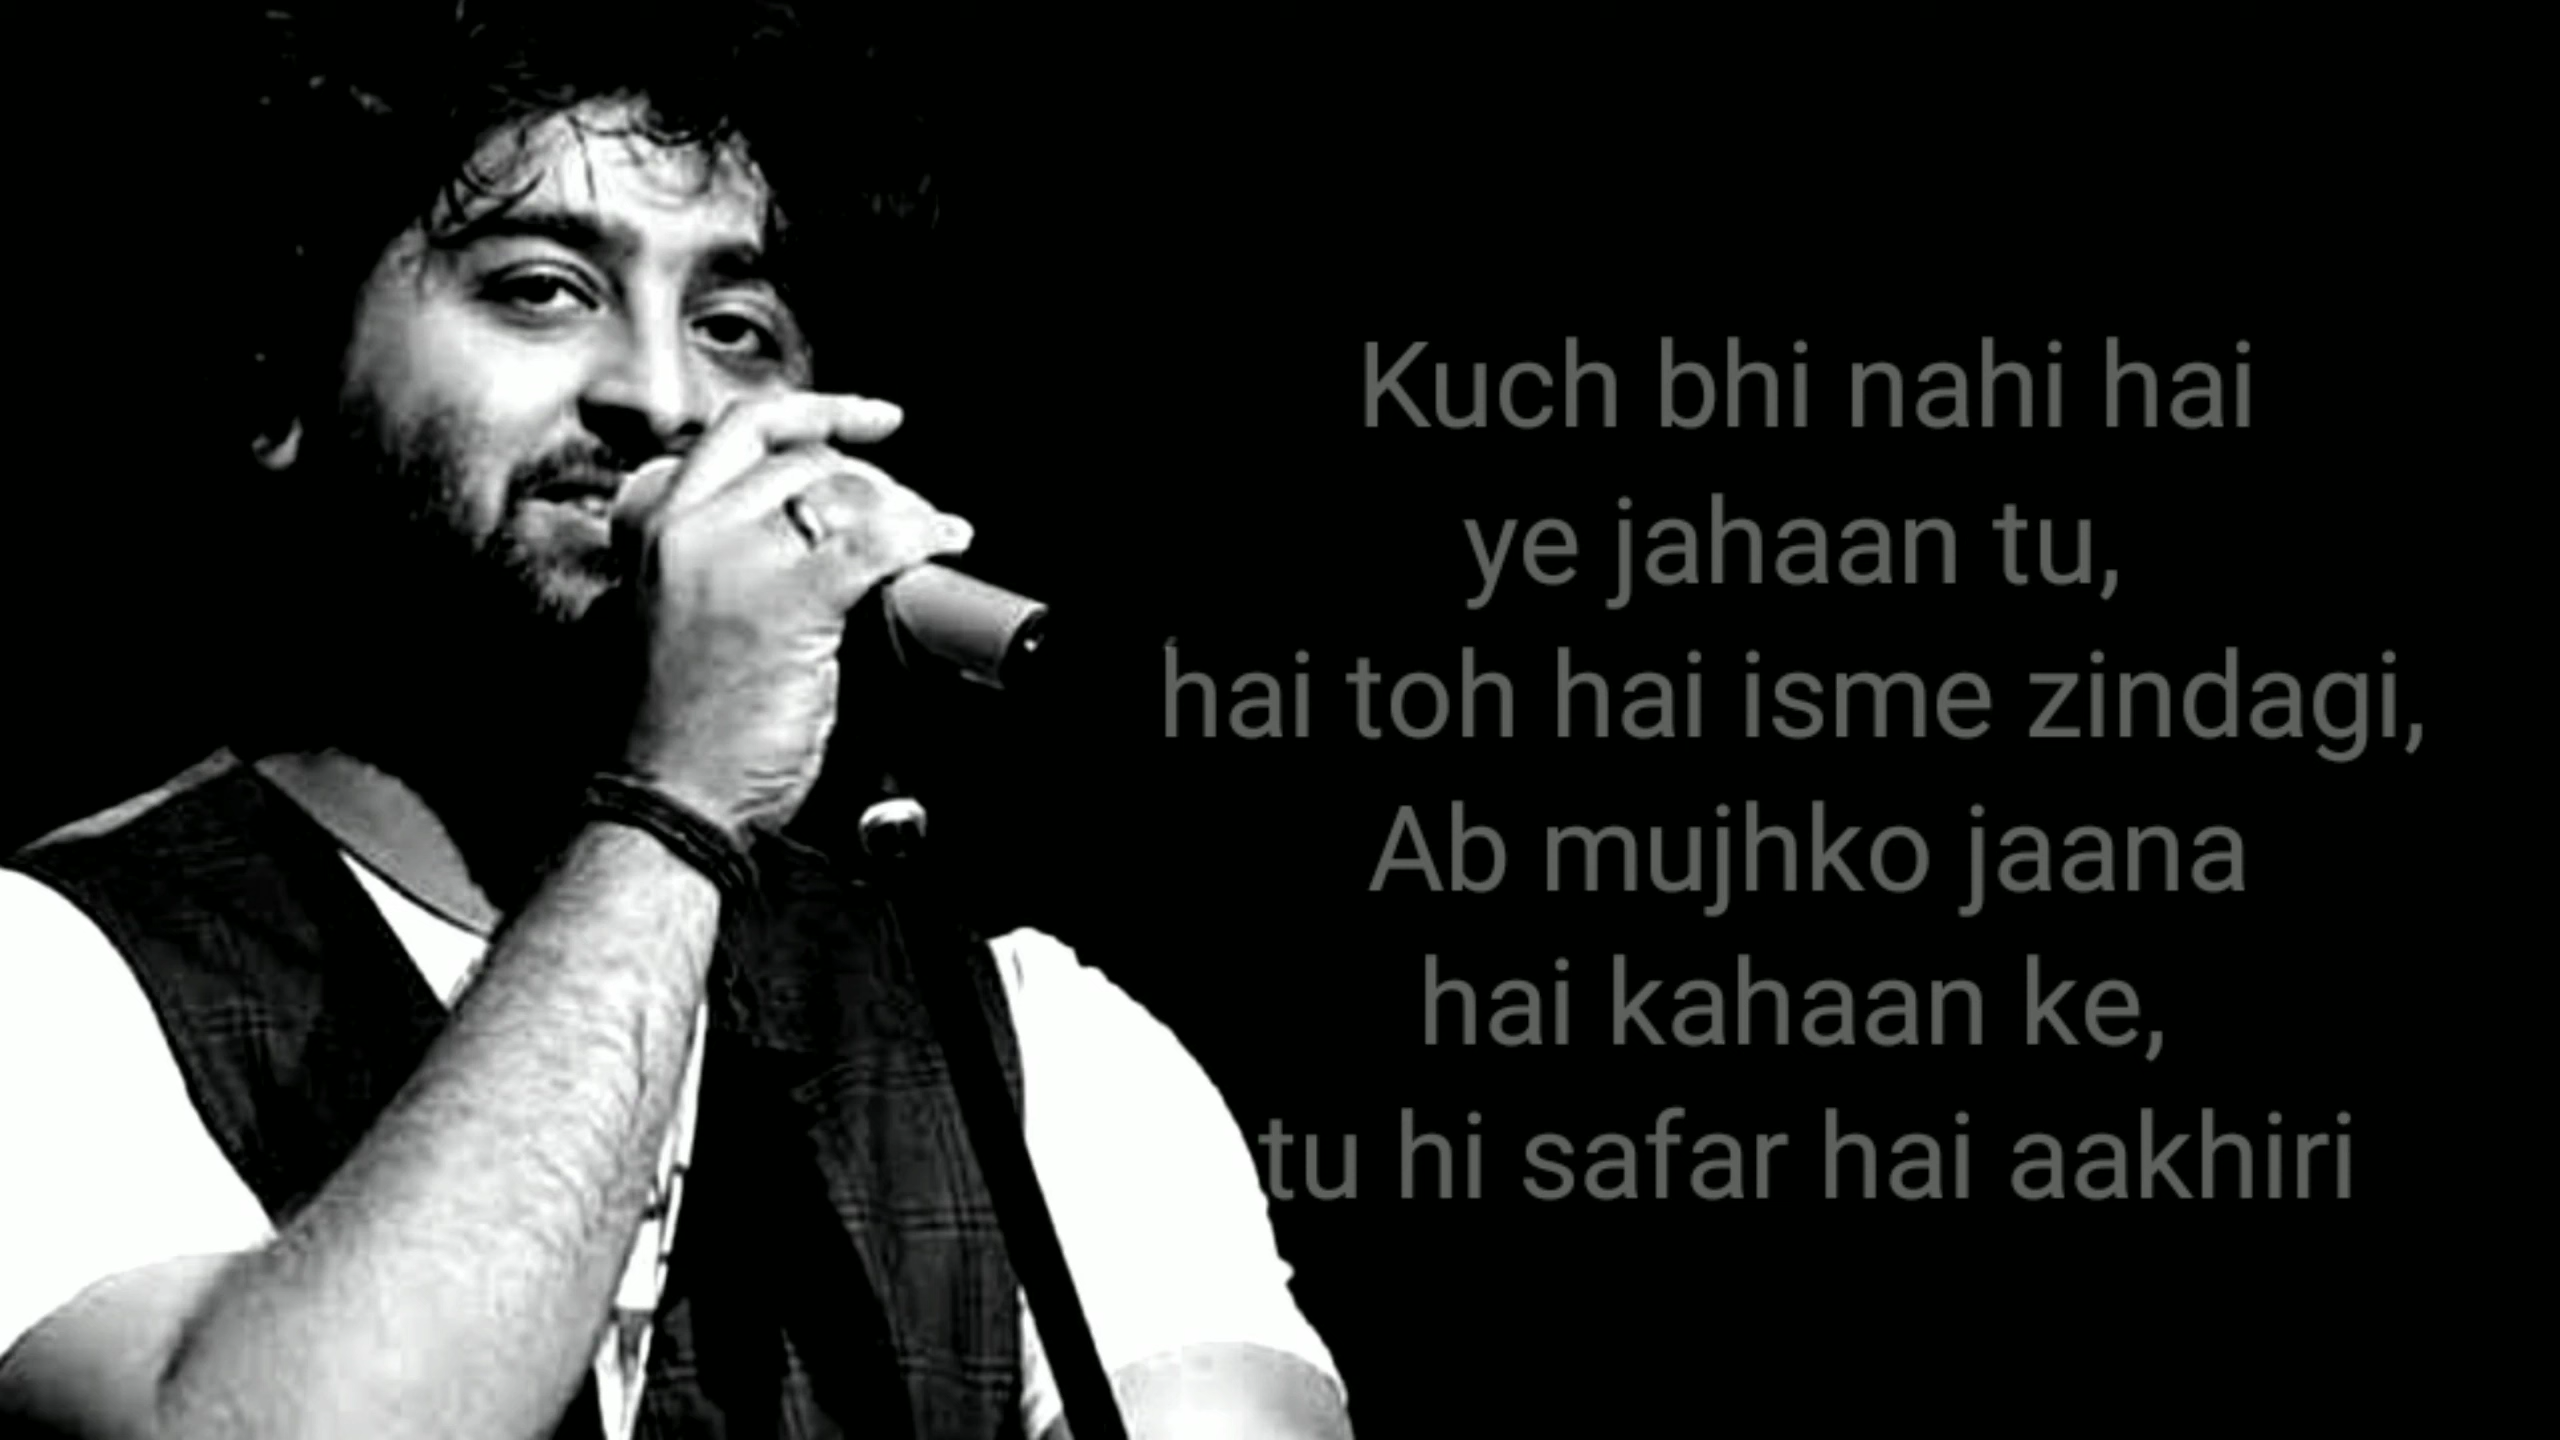 Kuch bhi nahi hai
ye jahaan tu,
hai toh hai isme zindagi,
Ab mujhko jaana
hai kahaan ke,
tu hi safar hai aakhiri